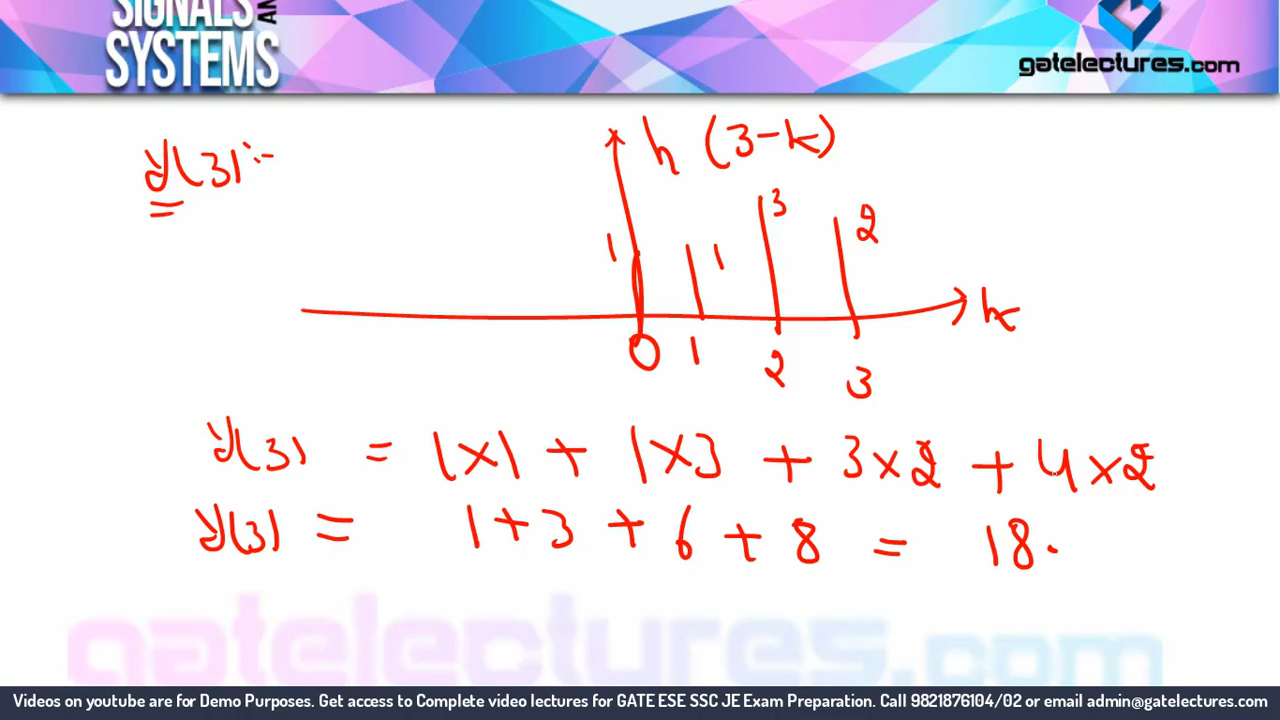 SIGNALS AND
SYSTEMS
gatelectures.com
y(3):-
h (3-k)
1 1 3 2
k
0 1 2 3
y(3) = 1×1 + 1×3 + 3×2 + 4×2
y(3) = 1+3 + 6 + 8 = 18.
gatelectures.com
Videos on youtube are for Demo Purposes. Get access to Complete video lectures for GATE ESE SSC JE Exam Preparation. Call 9821876104/02 or email admin@gatelectures.com